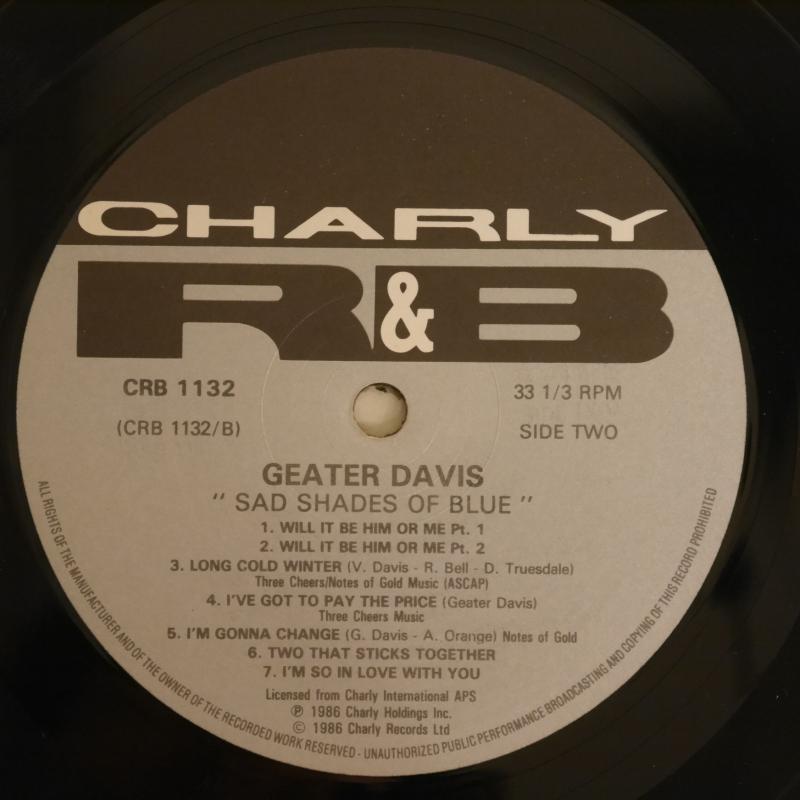 CHARLY
R&B
CRB 1132
33 1/3 RPM
(CRB 1132/B)
SIDE TWO
GEATER DAVIS
" SAD SHADES OF BLUE "
1. WILL IT BE HIM OR ME Pt. 1
2. WILL IT BE HIM OR ME Pt. 2
3. LONG COLD WINTER (V. Davis - R. Bell - D. Truesdale)
Three Cheers/Notes of Gold Music (ASCAP)
4. I'VE GOT TO PAY THE PRICE (Geater Davis)
Three Cheers Music
5. I'M GONNA CHANGE (G. Davis - A. Orange) Notes of Gold
6. TWO THAT STICKS TOGETHER
7. I'M SO IN LOVE WITH YOU
Licensed from Charly International APS
℗ 1986 Charly Holdings Inc.
© 1986 Charly Records Ltd
ALL RIGHTS OF THE MANUFACTURER AND OF THE OWNER OF THE RECORDED WORK RESERVED - UNAUTHORIZED PUBLIC PERFORMANCE BROADCASTING AND COPYING OF THIS RECORD PROHIBITED